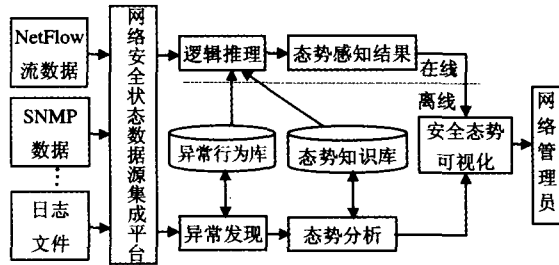 NetFlow
流数据
SNMP
数据
⋮
日志
文件
网络安全状态数据源集成平台
逻辑推理
态势感知结果
在线
离线
异常行为库
态势知识库
安全态势
可视化
异常发现
态势分析
网络管理员